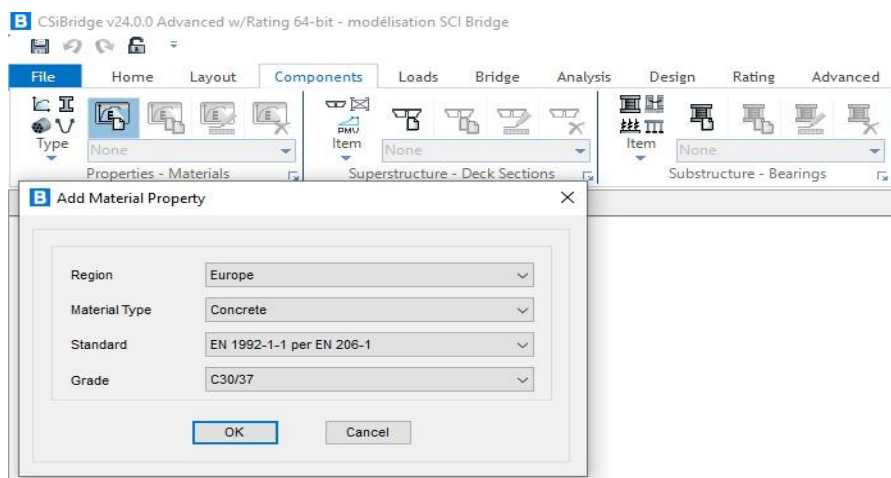 B CSiBridge v24.0.0 Advanced w/Rating 64-bit - modélisation SCI Bridge
File Home Layout Components Loads Bridge Analysis Design Rating Advanced
E E E E PMV
Type Item Item
None None None
Properties - Materials Superstructure - Deck Sections Substructure - Bearings
B Add Material Property
Region Europe
Material Type Concrete
Standard EN 1992-1-1 per EN 206-1
Grade C30/37
OK Cancel